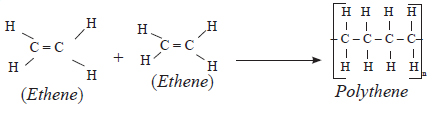 H H H H H H H H
C = C + C = C C - C - C - C
H H H H H H H H n
(Ethene) (Ethene) Polythene